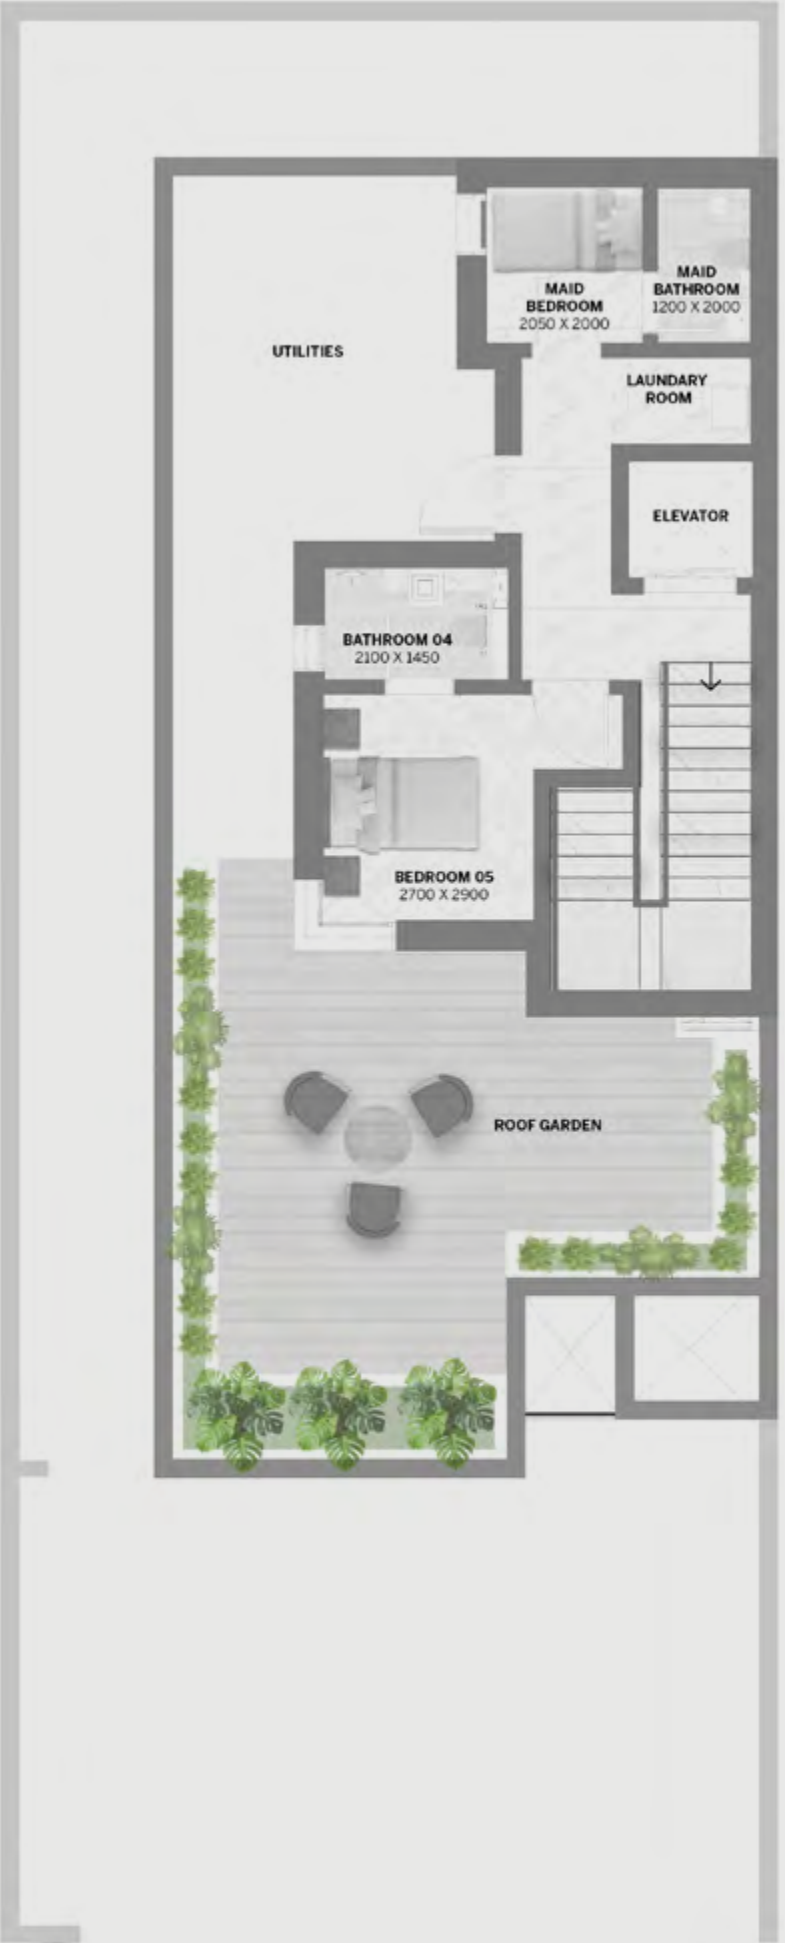 MAID
BEDROOM
2050 X 2000
MAID
BATHROOM
1200 X 2000
UTILITIES
LAUNDARY
ROOM
ELEVATOR
BATHROOM 04
2100 X 1450
BEDROOM 05
2700 X 2900
ROOF GARDEN